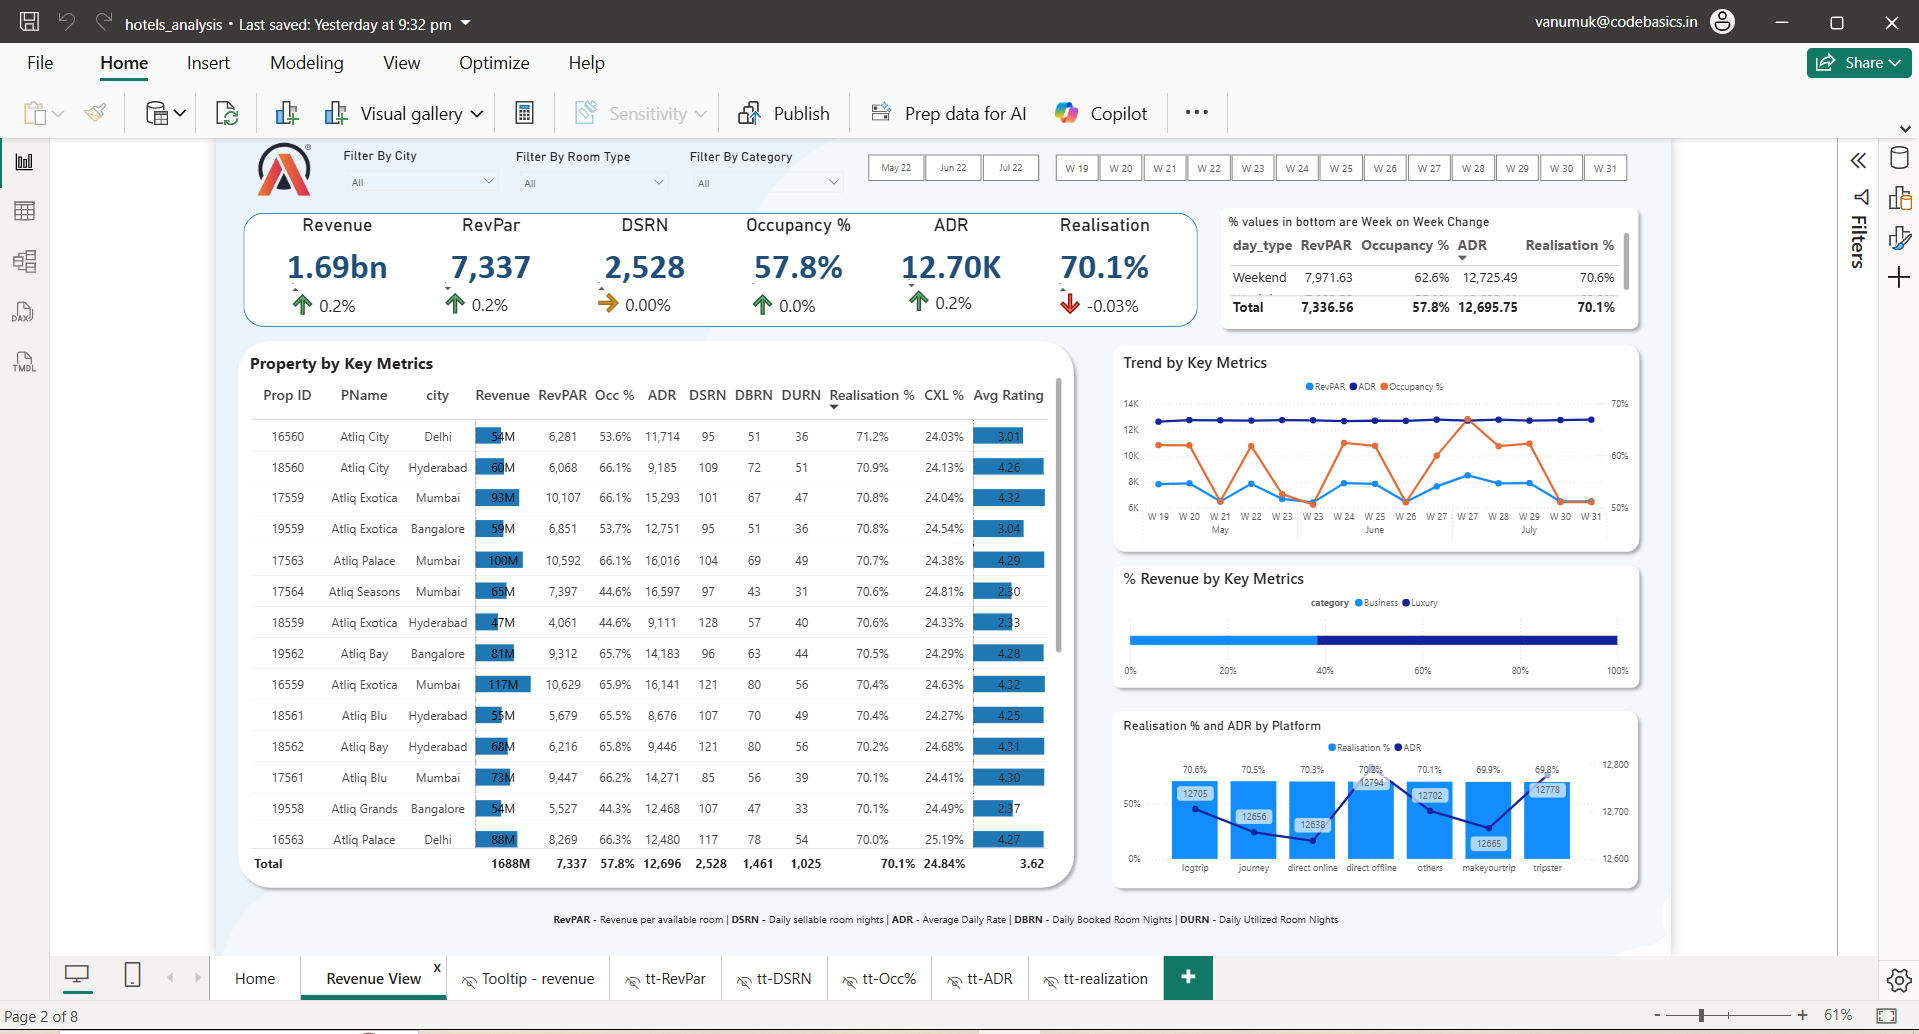 hotels_analysis • Last saved: Yesterday at 9:32 pm
vanumuk@codebasics.in
File Home Insert Modeling View Optimize Help
Share
Visual gallery Sensitivity Publish Prep data for AI Copilot
DAX
TMDL
Filter By City Filter By Room Type Filter By Category
All All All
May 22 Jun 22 Jul 22 W 19 W 20 W 21 W 22 W 23 W 24 W 25 W 26 W 27 W 28 W 29 W 30 W 31
Filters
Revenue RevPar DSRN Occupancy % ADR Realisation
1.69bn 7,337 2,528 57.8% 12.70K 70.1%
0.2% 0.2% 0.00% 0.0% 0.2% -0.03%
% values in bottom are Week on Week Change
day_type RevPAR Occupancy % ADR Realisation %
Weekend 7,971.63 62.6% 12,725.49 70.6%
Total 7,336.56 57.8% 12,695.75 70.1%
Property by Key Metrics
Prop ID PName city Revenue RevPAR Occ % ADR DSRN DBRN DURN Realisation % CXL % Avg Rating
16560 Atliq City Delhi 54M 6,281 53.6% 11,714 95 51 36 71.2% 24.03% 3.01
18560 Atliq City Hyderabad 60M 6,068 66.1% 9,185 109 72 51 70.9% 24.13% 4.26
17559 Atliq Exotica Mumbai 93M 10,107 66.1% 15,293 101 67 47 70.8% 24.04% 4.32
19559 Atliq Exotica Bangalore 59M 6,851 53.7% 12,751 95 51 36 70.8% 24.54% 3.04
17563 Atliq Palace Mumbai 100M 10,592 66.1% 16,016 104 69 49 70.7% 24.38% 4.29
17564 Atliq Seasons Mumbai 65M 7,397 44.6% 16,597 97 43 31 70.6% 24.81% 2.30
18559 Atliq Exotica Hyderabad 47M 4,061 44.6% 9,111 128 57 40 70.6% 24.33% 2.33
19562 Atliq Bay Bangalore 81M 9,312 65.7% 14,183 96 63 44 70.5% 24.29% 4.28
16559 Atliq Exotica Mumbai 117M 10,629 65.9% 16,141 121 80 56 70.4% 24.63% 4.32
18561 Atliq Blu Hyderabad 55M 5,679 65.5% 8,676 107 70 49 70.4% 24.27% 4.25
18562 Atliq Bay Hyderabad 68M 6,216 65.8% 9,446 121 80 56 70.2% 24.68% 4.31
17561 Atliq Blu Mumbai 73M 9,447 66.2% 14,271 85 56 39 70.1% 24.41% 4.30
19558 Atliq Grands Bangalore 54M 5,527 44.3% 12,468 107 47 33 70.1% 24.49% 2.37
16563 Atliq Palace Delhi 88M 8,269 66.3% 12,480 117 78 54 70.0% 25.19% 4.27
Total 1688M 7,337 57.8% 12,696 2,528 1,461 1,025 70.1% 24.84% 3.62
Trend by Key Metrics
RevPAR ADR Occupancy %
14K 70%
12K
10K 60%
8K
6K 50%
W 19 W 20 W 21 W 22 W 23 W 23 W 24 W 25 W 26 W 27 W 27 W 28 W 29 W 30 W 31
May June July
% Revenue by Key Metrics
category Business Luxury
0% 20% 40% 60% 80% 100%
Realisation % and ADR by Platform
Realisation % ADR
70.6% 70.5% 70.3% 70.2% 70.1% 69.9% 69.8% 12,800
12705 12656 12638 12794 12702 12665 12778
50% 12,700
0% 12,600
logtrip journey direct online direct offline others makeyourtrip tripster
RevPAR - Revenue per available room | DSRN - Daily sellable room nights | ADR - Average Daily Rate | DBRN - Daily Booked Room Nights | DURN - Daily Utilized Room Nights
Home Revenue View x Tooltip - revenue tt-RevPar tt-DSRN tt-Occ% tt-ADR tt-realization +
Page 2 of 8
- + 61%